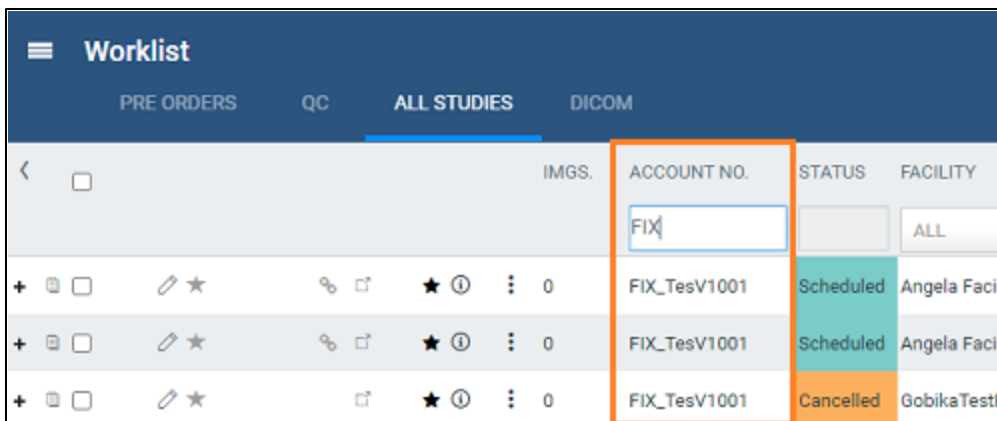 Worklist
PRE ORDERS QC ALL STUDIES DICOM
IMGS. ACCOUNT NO. STATUS FACILITY
FIX ALL
0 FIX_TesV1001 Scheduled Angela Faci
0 FIX_TesV1001 Scheduled Angela Faci
0 FIX_TesV1001 Cancelled